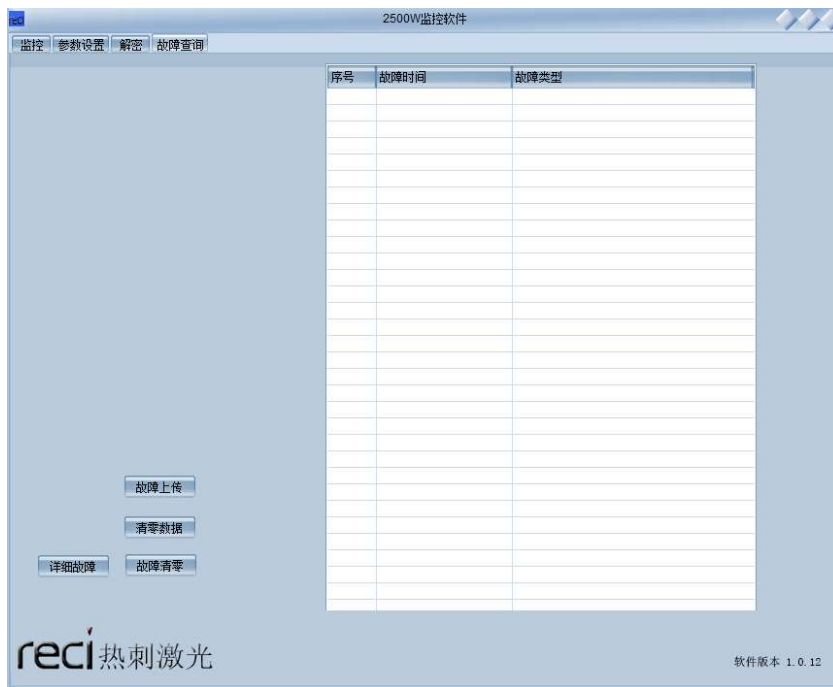 reci 2500W监控软件
监控 参数设置 解密 故障查询
序号 故障时间 故障类型
故障上传
清零数据
详细故障 故障清零
reci热刺激光
软件版本 1.0.12